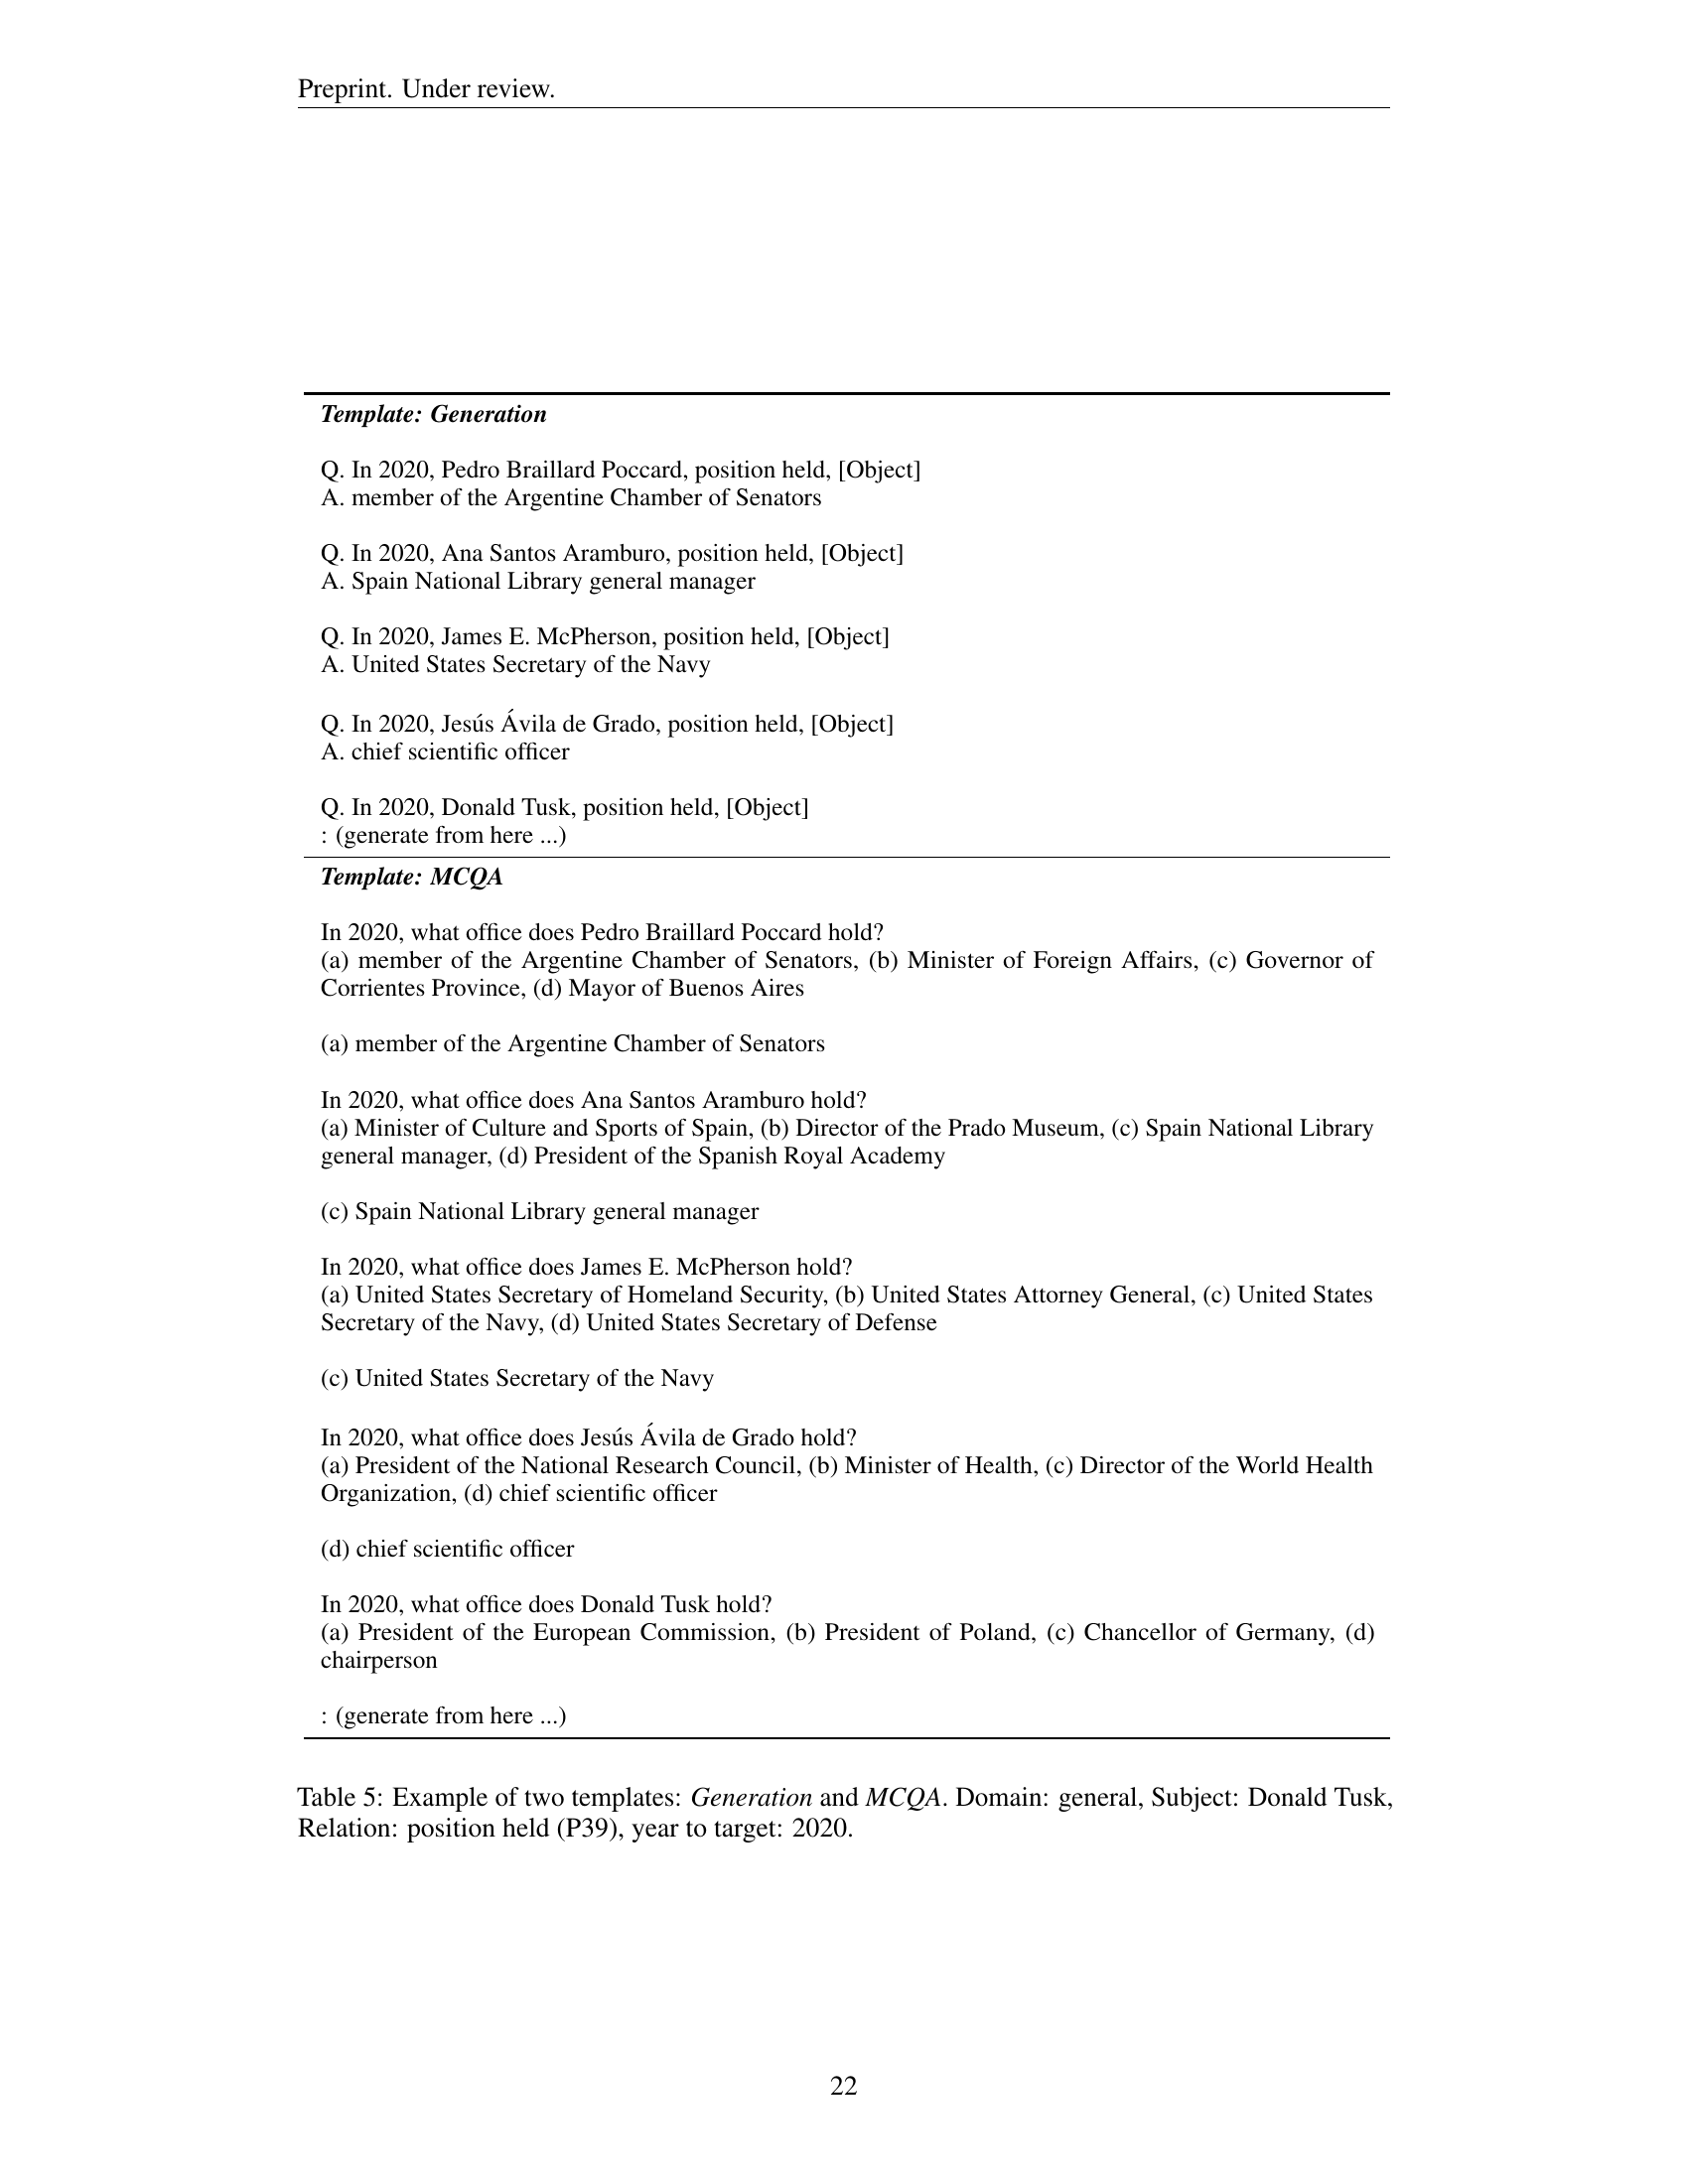 Preprint. Under review.
Template: Generation
Q. In 2020, Pedro Braillard Poccard, position held, [Object]
A. member of the Argentine Chamber of Senators
Q. In 2020, Ana Santos Aramburo, position held, [Object]
A. Spain National Library general manager
Q. In 2020, James E. McPherson, position held, [Object]
A. United States Secretary of the Navy
Q. In 2020, Jesús Ávila de Grado, position held, [Object]
A. chief scientific officer
Q. In 2020, Donald Tusk, position held, [Object]
: (generate from here ...)
Template: MCQA
In 2020, what office does Pedro Braillard Poccard hold?
(a) member of the Argentine Chamber of Senators, (b) Minister of Foreign Affairs, (c) Governor of
Corrientes Province, (d) Mayor of Buenos Aires
(a) member of the Argentine Chamber of Senators
In 2020, what office does Ana Santos Aramburo hold?
(a) Minister of Culture and Sports of Spain, (b) Director of the Prado Museum, (c) Spain National Library
general manager, (d) President of the Spanish Royal Academy
(c) Spain National Library general manager
In 2020, what office does James E. McPherson hold?
(a) United States Secretary of Homeland Security, (b) United States Attorney General, (c) United States
Secretary of the Navy, (d) United States Secretary of Defense
(c) United States Secretary of the Navy
In 2020, what office does Jesús Ávila de Grado hold?
(a) President of the National Research Council, (b) Minister of Health, (c) Director of the World Health
Organization, (d) chief scientific officer
(d) chief scientific officer
In 2020, what office does Donald Tusk hold?
(a) President of the European Commission, (b) President of Poland, (c) Chancellor of Germany, (d)
chairperson
: (generate from here ...)
Table 5: Example of two templates: Generation and MCQA. Domain: general, Subject: Donald Tusk,
Relation: position held (P39), year to target: 2020.
22